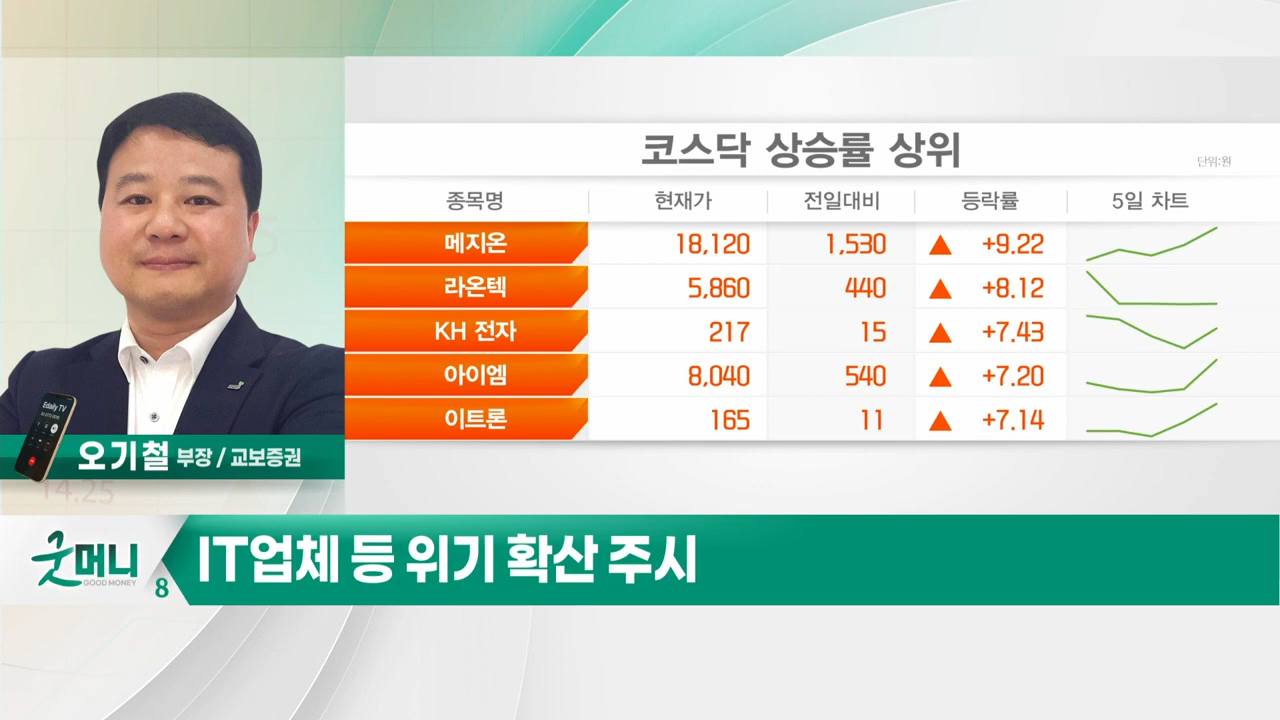 코스닥 상승률 상위
단위:원
종목명 현재가 전일대비 등락률 5일 차트
메지온 18,120 1,530 ▲ +9.22
라온텍 5,860 440 ▲ +8.12
KH 전자 217 15 ▲ +7.43
아이엠 8,040 540 ▲ +7.20
이트론 165 11 ▲ +7.14
Edaily TV
오기철 부장 / 교보증권
14.25
굿머니
GOOD MONEY
8
IT업체 등 위기 확산 주시